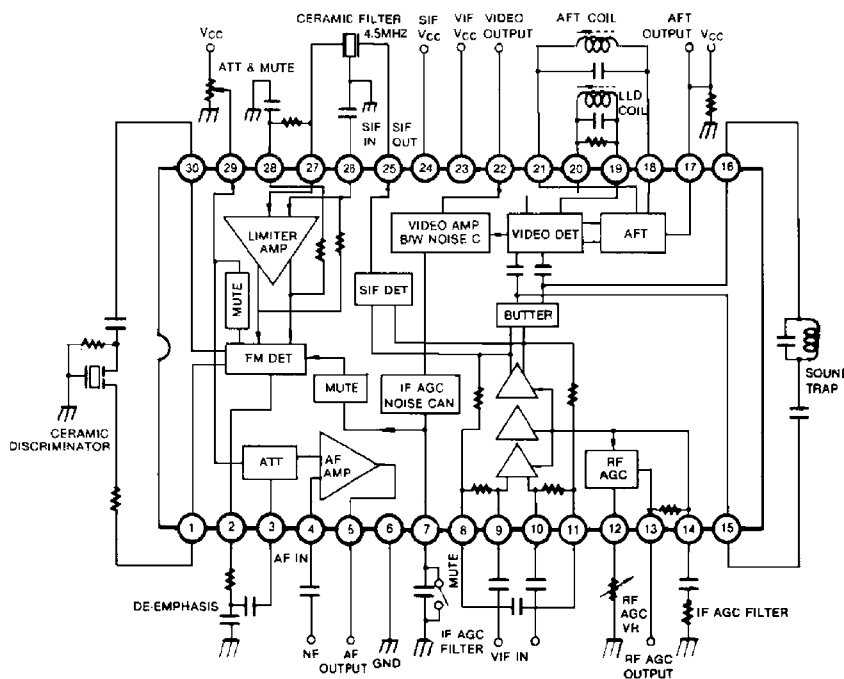 CERAMIC FILTER
4.5MHZ
SIF
VCC
VIF
VCC
VIDEO
OUTPUT
AFT COIL
AFT
OUTPUT
VCC
VCC
ATT & MUTE
SIF
IN
SIF
OUT
LLD
COIL
30
29
28
27
26
25
24
23
22
21
20
19
18
17
16
LIMITER
AMP
VIDEO AMP
B/W NOISE C
VIDEO DET
AFT
MUTE
SIF DET
BUTTER
FM DET
MUTE
IF AGC
NOISE CAN
SOUND
TRAP
CERAMIC
DISCRIMINATOR
ATT
AF
AMP
RF
AGC
1
2
3
4
5
6
7
8
9
10
11
12
13
14
15
AF IN
MUTE
DE-EMPHASIS
NF
AF
OUTPUT
GND
IF AGC
FILTER
VIF IN
RF
AGC
VR
RF AGC
OUTPUT
IF AGC FILTER